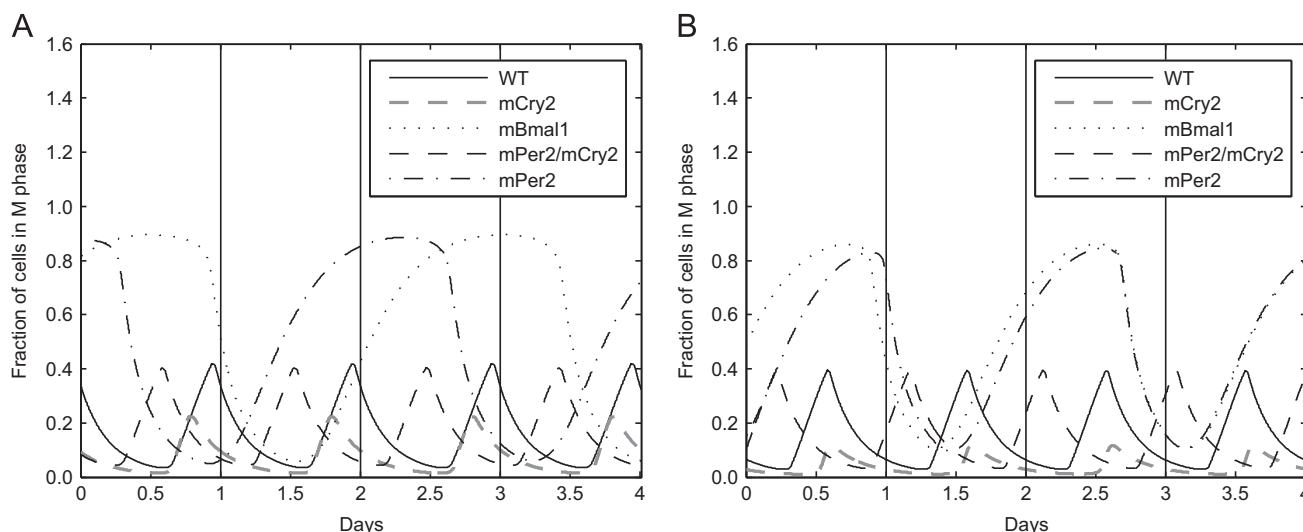 A
1.6
1.4
1.2
1.0
0.8
0.6
0.4
0.2
0.0
Fraction of cells in M phase
WT
mCry2
mBmal1
mPer2/mCry2
mPer2
0 0.5 1 1.5 2 2.5 3 3.5 4
Days
B
1.6
1.4
1.2
1.0
0.8
0.6
0.4
0.2
0.0
Fraction of cells in M phase
WT
mCry2
mBmal1
mPer2/mCry2
mPer2
0 0.5 1 1.5 2 2.5 3 3.5 4
Days